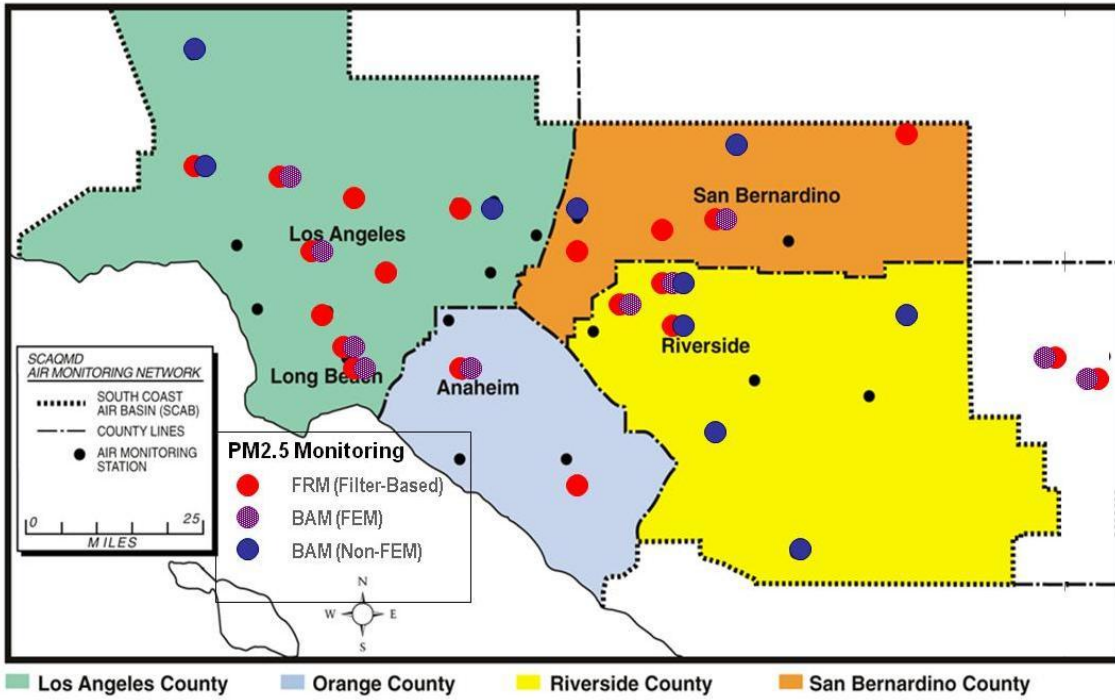 Los Angeles
San Bernardino
Long Beach
Anaheim
Riverside
SCAQMD
AIR MONITORING NETWORK
SOUTH COAST
AIR BASIN (SCAB)
COUNTY LINES
AIR MONITORING
STATION
0 25
MILES
PM2.5 Monitoring
FRM (Filter-Based)
BAM (FEM)
BAM (Non-FEM)
N
W E
S
Los Angeles County Orange County Riverside County San Bernardino County